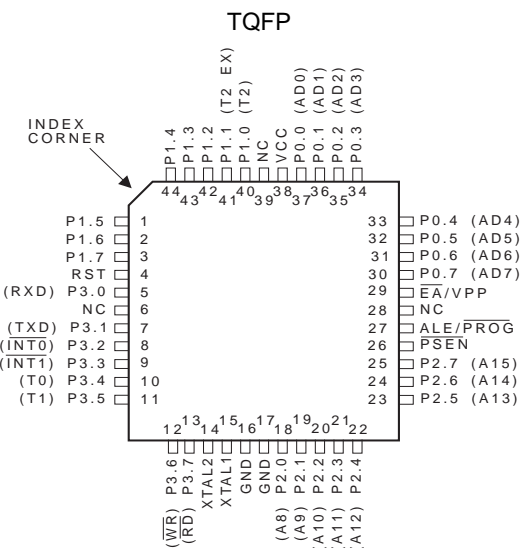 TQFP
INDEX
CORNER
P1.4
P1.3
P1.2
P1.1 (T2 EX)
P1.0 (T2)
NC
VCC
P0.0 (AD0)
P0.1 (AD1)
P0.2 (AD2)
P0.3 (AD3)
44
43
42
41
40
39
38
37
36
35
34
P1.5 1
P1.6 2
P1.7 3
RST 4
(RXD) P3.0 5
NC 6
(TXD) P3.1 7
(INT0) P3.2 8
(INT1) P3.3 9
(T0) P3.4 10
(T1) P3.5 11
33 P0.4 (AD4)
32 P0.5 (AD5)
31 P0.6 (AD6)
30 P0.7 (AD7)
29 EA/VPP
28 NC
27 ALE/PROG
26 PSEN
25 P2.7 (A15)
24 P2.6 (A14)
23 P2.5 (A13)
12
13
14
15
16
17
18
19
20
21
22
(WR) P3.6
(RD) P3.7
XTAL2
XTAL1
GND
GND
(A8) P2.0
(A9) P2.1
(A10) P2.2
(A11) P2.3
(A12) P2.4